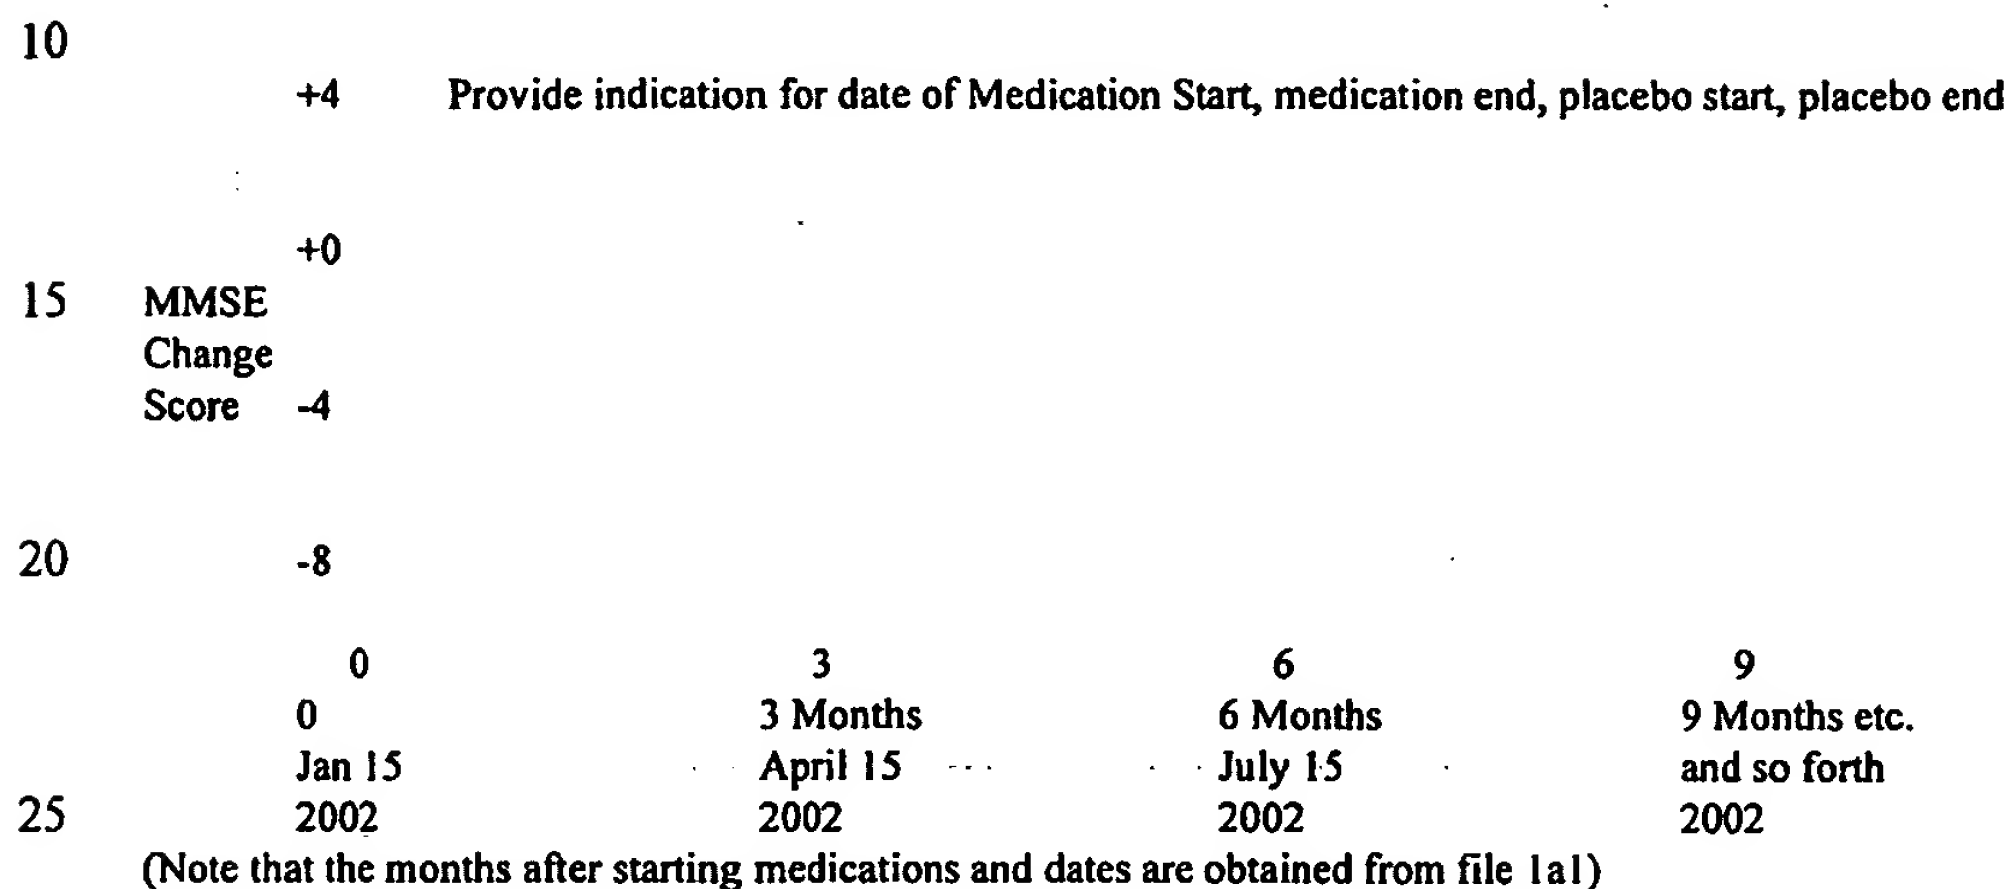 10
+4 Provide indication for date of Medication Start, medication end, placebo start, placebo end
+0
15 MMSE
Change
Score -4
20 -8
0 3 6 9
0 3 Months 6 Months 9 Months etc.
Jan 15 April 15 July 15 and so forth
25 2002 2002 2002 2002
(Note that the months after starting medications and dates are obtained from file 1a1)